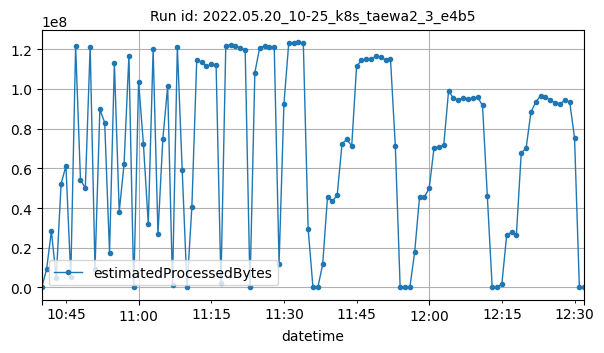 Run id: 2022.05.20_10-25_k8s_taewa2_3_e4b5
1e8
1.2
1.0
0.8
0.6
0.4
0.2
0.0
estimatedProcessedBytes
10:45 11:00 11:15 11:30 11:45 12:00 12:15 12:30
datetime